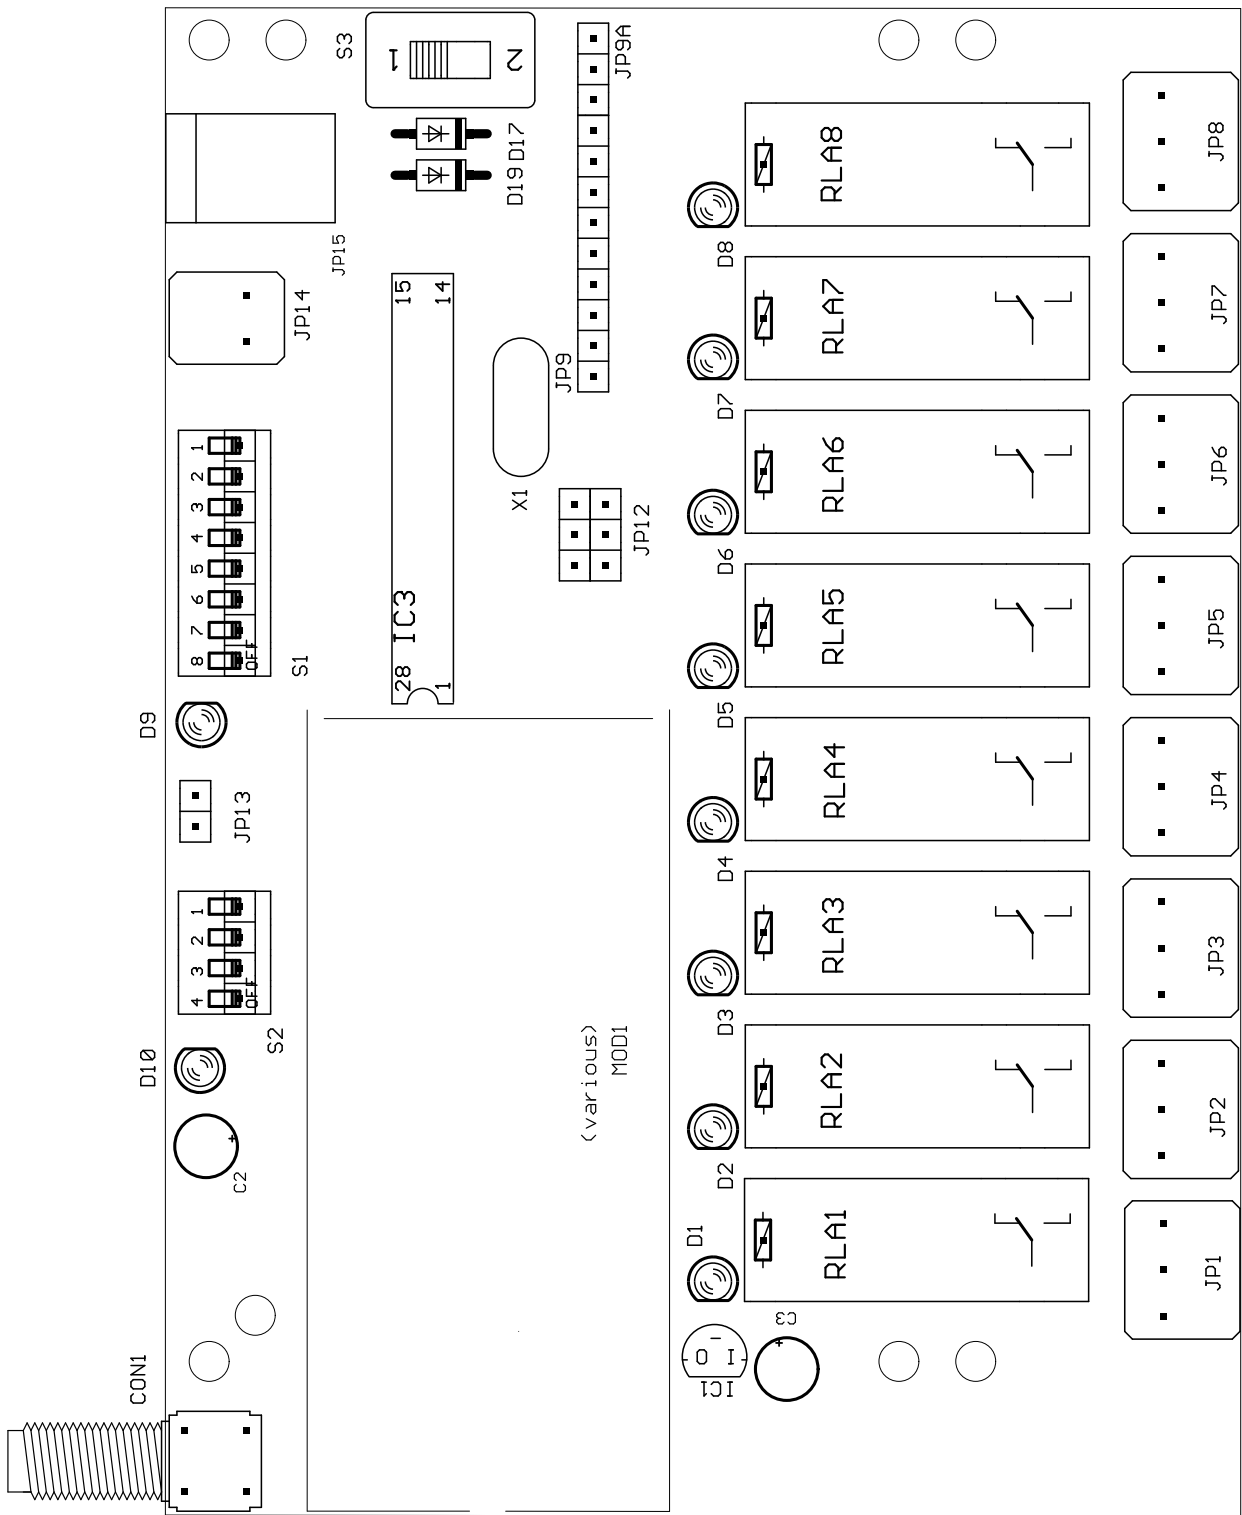 S3
1
2
JP9A
D17
D19
JP15
JP14
15
14
JP9
X1
JP12
IC3
28
1
1
2
3
4
5
6
7
8
OFF
S1
D9
JP13
1
2
3
4
OFF
S2
D10
+
C2
CON1
(various)
MOD1
RLA8
D8
JP8
RLA7
D7
JP7
RLA6
D6
JP6
RLA5
D5
JP5
RLA4
D4
JP4
RLA3
D3
JP3
RLA2
D2
JP2
D1
RLA1
JP1
C3
+
I
-
O
IC1